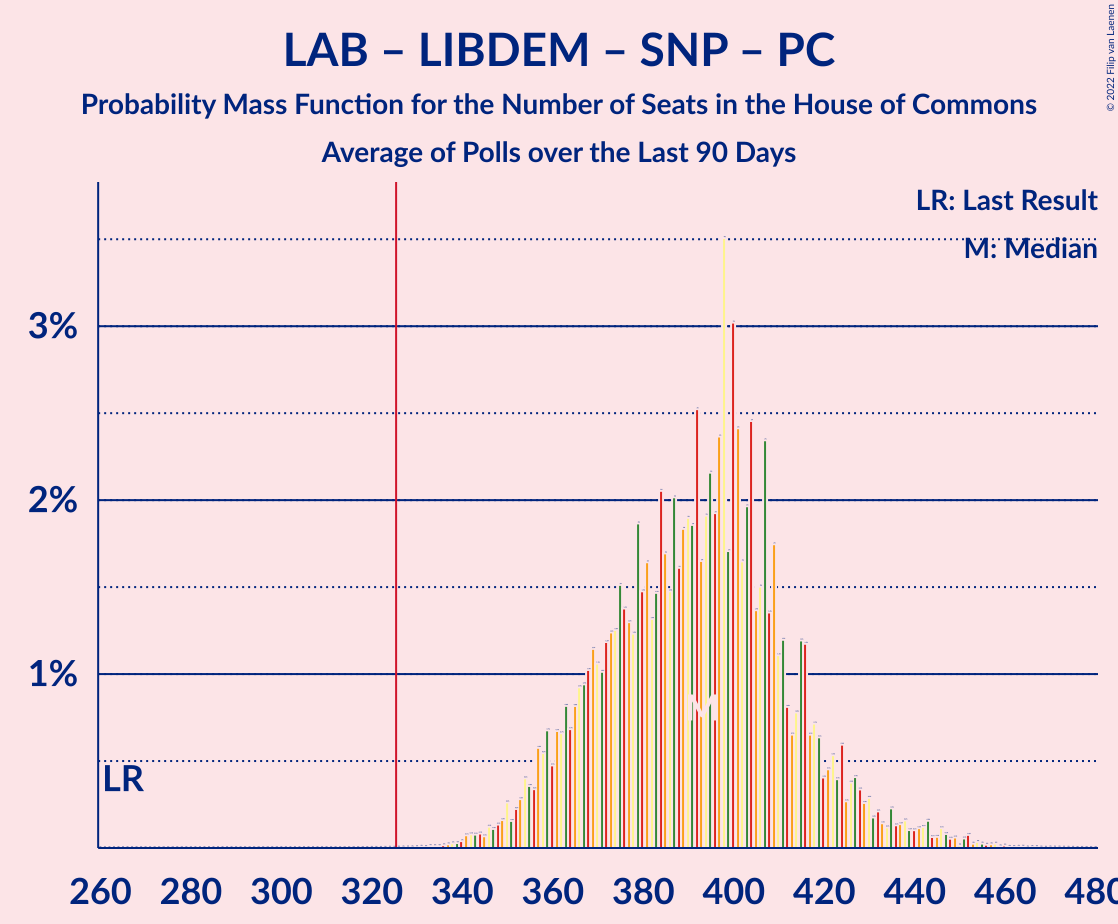 LAB – LIBDEM – SNP – PC
Probability Mass Function for the Number of Seats in the House of Commons
Average of Polls over the Last 90 Days
© 2022 Filip van Laenen
LR: Last Result
M: Median
3%
2%
1%
M
LR
260 280 300 320 340 360 380 400 420 440 460 480